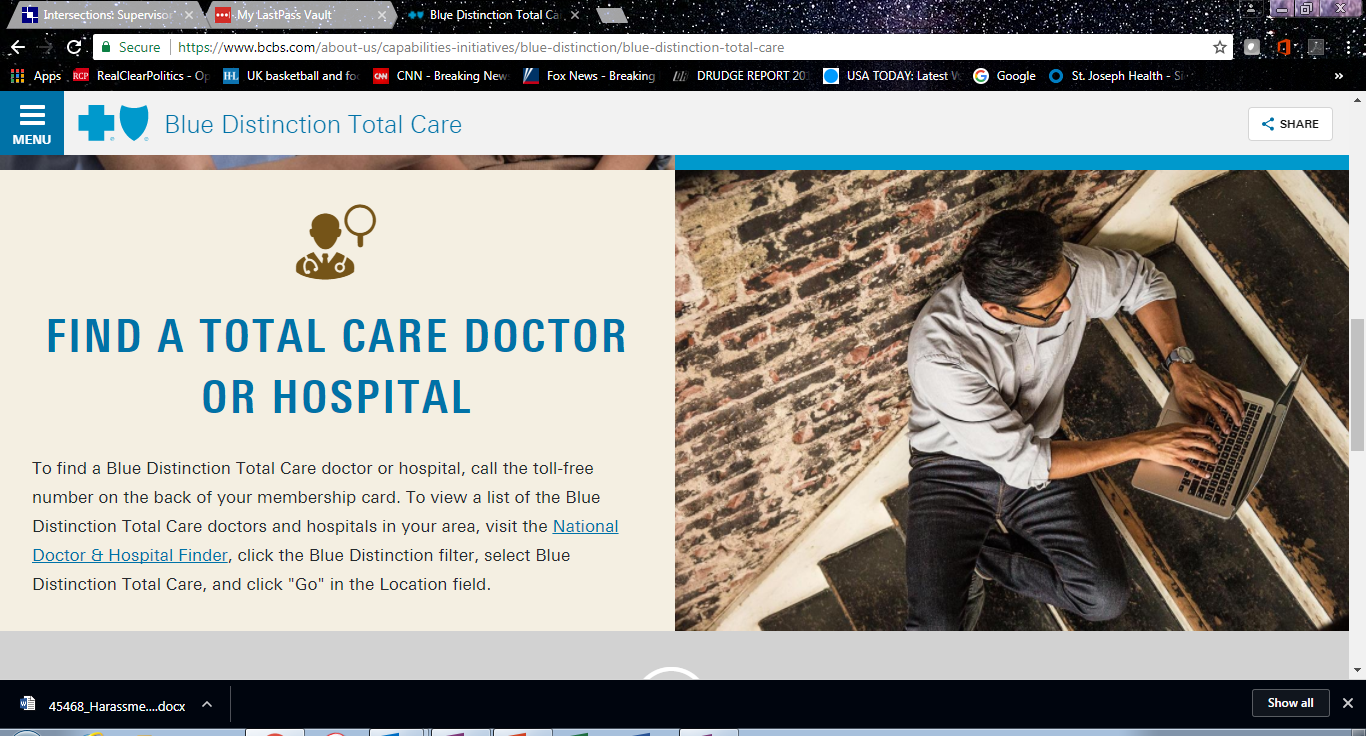 Intersections: Supervisor
My LastPass Vault
Blue Distinction Total Ca
Secure
https://www.bcbs.com/about-us/capabilities-initiatives/blue-distinction/blue-distinction-total-care
Apps
RCP
RealClearPolitics - Op
UK basketball and fo
CNN
CNN - Breaking New
Fox News - Breaking
DRUDGE REPORT 20
USA TODAY: Latest
Google
St. Joseph Health - Si
»
MENU
Blue Distinction Total Care
SHARE
FIND A TOTAL CARE DOCTOR
OR HOSPITAL
To find a Blue Distinction Total Care doctor or hospital, call the toll-free
number on the back of your membership card. To view a list of the Blue
Distinction Total Care doctors and hospitals in your area, visit the National
Doctor & Hospital Finder, click the Blue Distinction filter, select Blue
Distinction Total Care, and click "Go" in the Location field.
45468_Harassme....docx
Show all